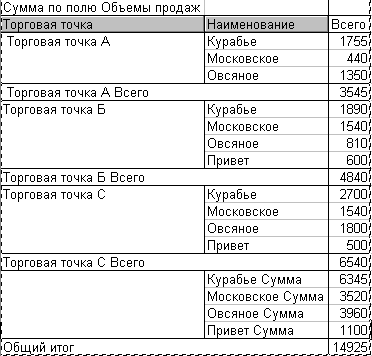 Сумма по полю Объемы продаж
Торговая точка Наименование Всего
Торговая точка А Курабье 1755
Московское 440
Овсяное 1350
Торговая точка А Всего 3545
Торговая точка Б Курабье 1890
Московское 1540
Овсяное 810
Привет 600
Торговая точка Б Всего 4840
Торговая точка С Курабье 2700
Московское 1540
Овсяное 1800
Привет 500
Торговая точка С Всего 6540
Курабье Сумма 6345
Московское Сумма 3520
Овсяное Сумма 3960
Привет Сумма 1100
Общий итог 14925